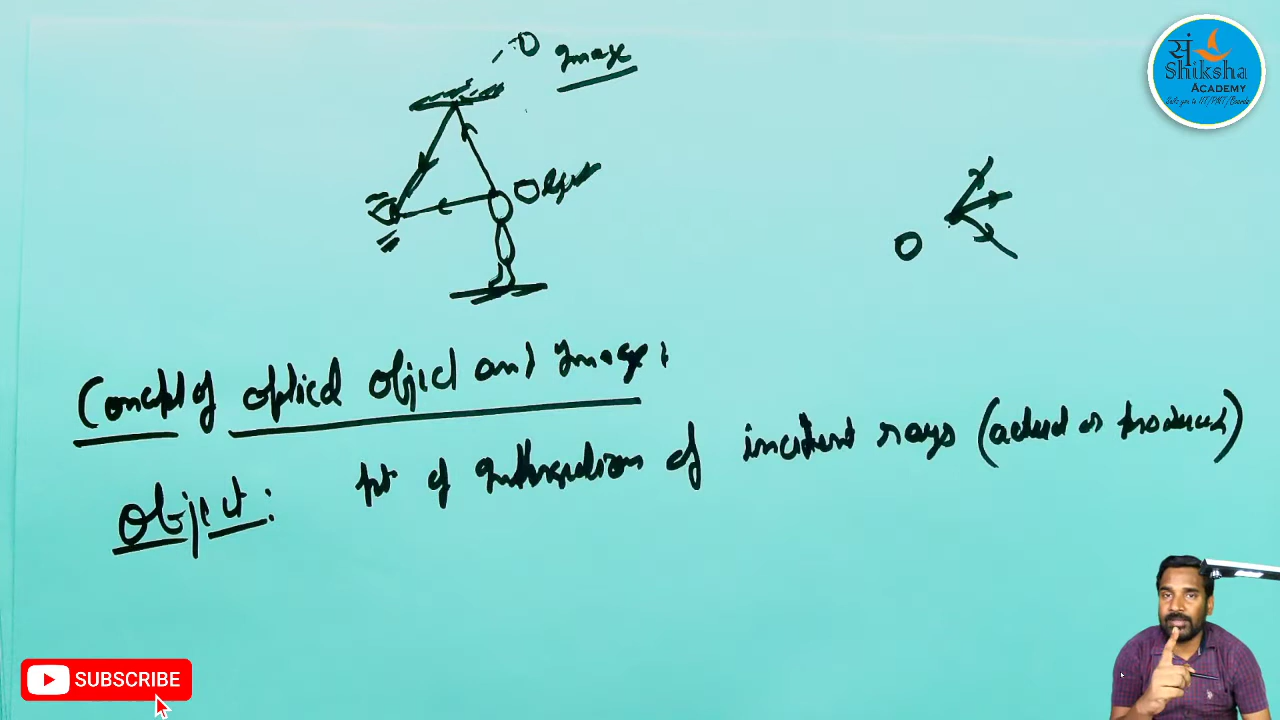 सं
Shiksha
ACADEMY
Image
Object
O
Concept of optical object and Image:
Object: pt of intersection of incident rays (actual or produced)
SUBSCRIBE